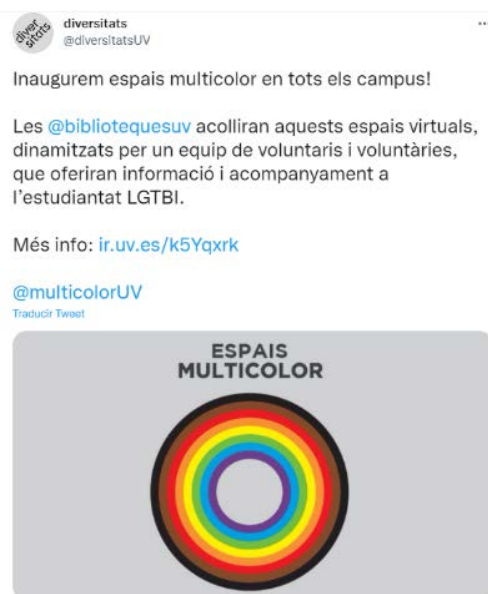 diver
sitats
diversitats
@diversitatsUV
...
Inaugurem espais multicolor en tots els campus!
Les @bibliotequesuv acolliran aquests espais virtuals,
dinamitzats per un equip de voluntaris i voluntàries,
que oferiran informació i acompanyament a
l'estudiantat LGTBI.
Més info: ir.uv.es/k5Yqxrk
@multicolorUV
Traducir Tweet
ESPAIS
MULTICOLOR